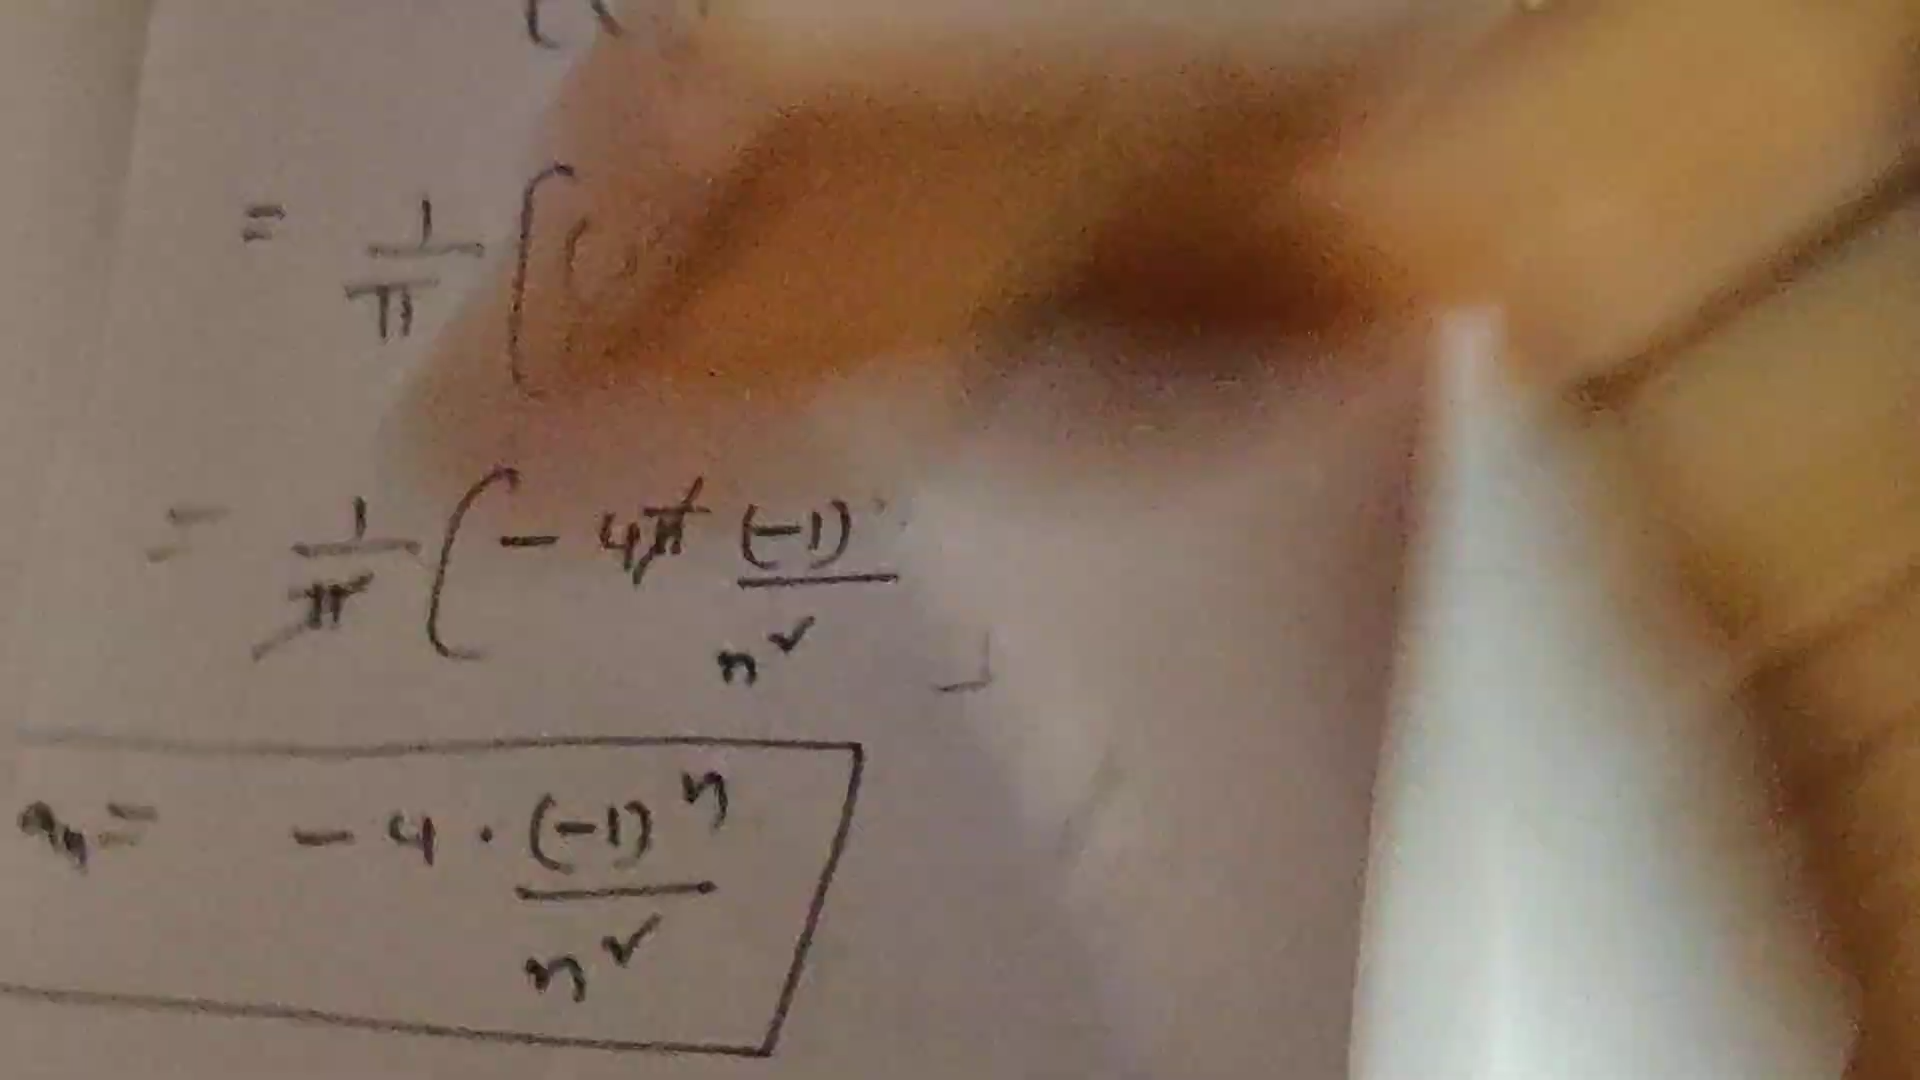 = 1/π [
= 1/π [ - 4π (-1) / n²
aₙ = - 4 · (-1)ⁿ / n²